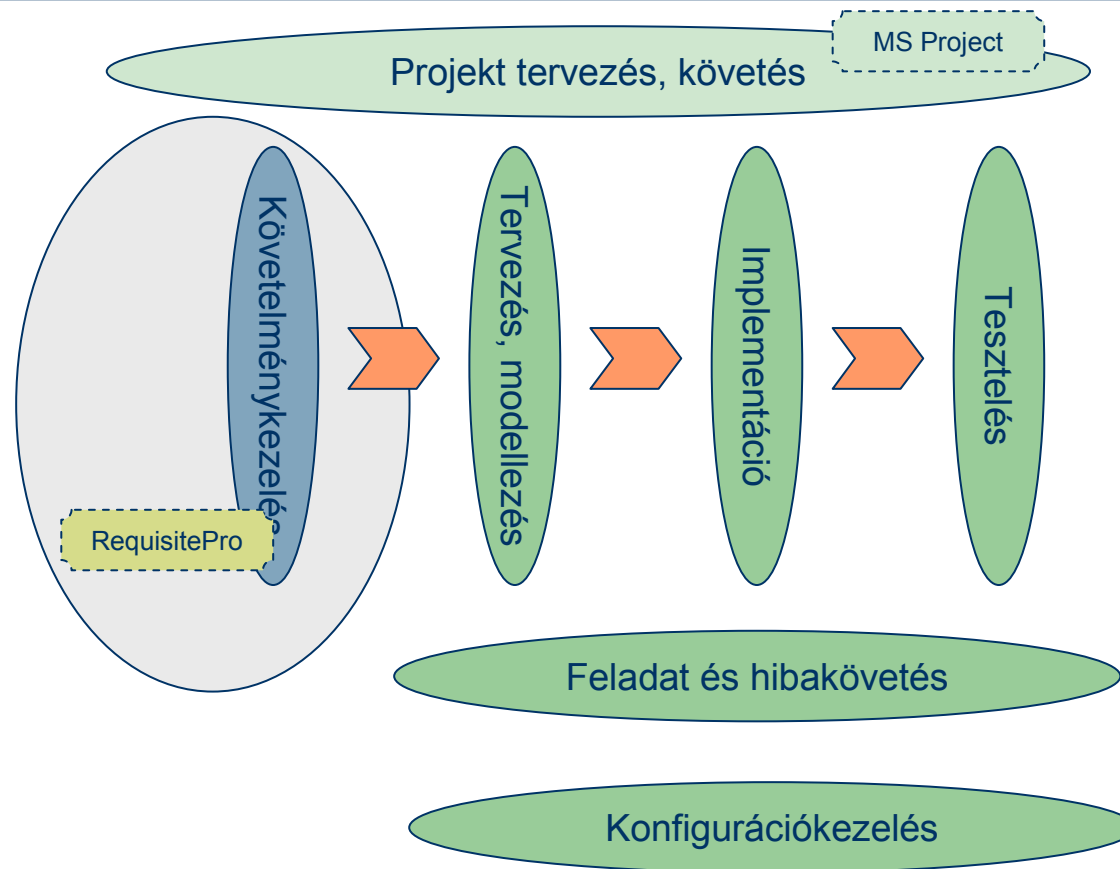 MS Project
Projekt tervezés, követés
Követelménykezelés
Tervezés, modellezés
Implementáció
Tesztelés
RequisitePro
Feladat és hibakövetés
Konfigurációkezelés